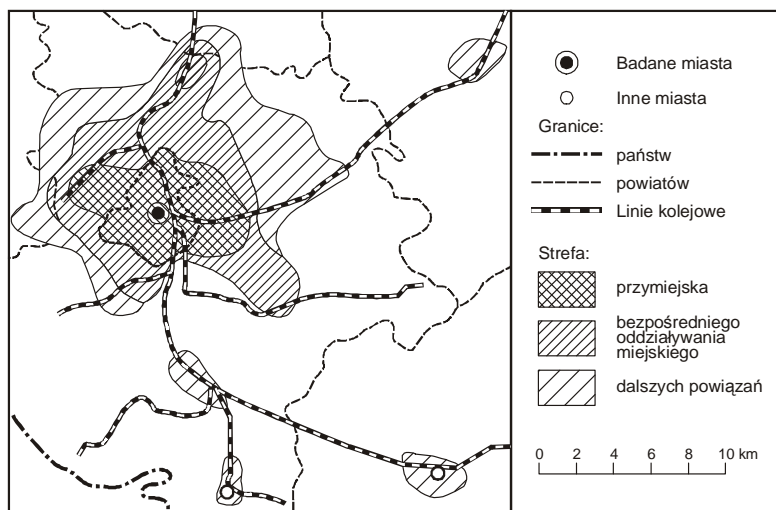 Badane miasta
Inne miasta
Granice:
państw
powiatów
Linie kolejowe
Strefa:
przymiejska
bezpośredniego
oddziaływania
miejskiego
dalszych powiązań
0 2 4 6 8 10 km